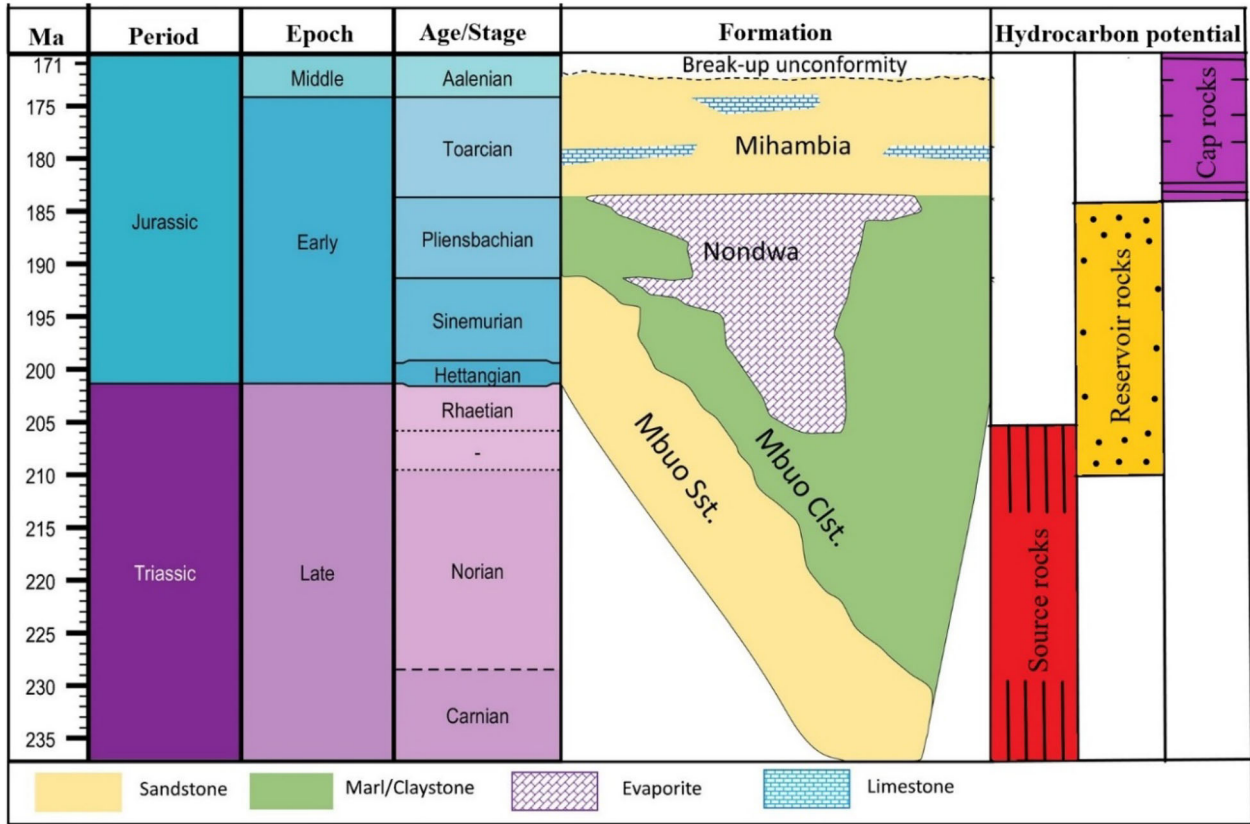 Ma Period Epoch Age/Stage Formation Hydrocarbon potential
171
175
180
185
190
195
200
205
210
215
220
225
230
235
Jurassic
Triassic
Middle
Early
Late
Aalenian
Toarcian
Pliensbachian
Sinemurian
Hettangian
Rhaetian
-
Norian
Carnian
Break-up unconformity
Mihambia
Nondwa
Mbuo Sst.
Mbuo Clst.
Source rocks
Reservoir rocks
Cap rocks
Sandstone Marl/Claystone Evaporite Limestone